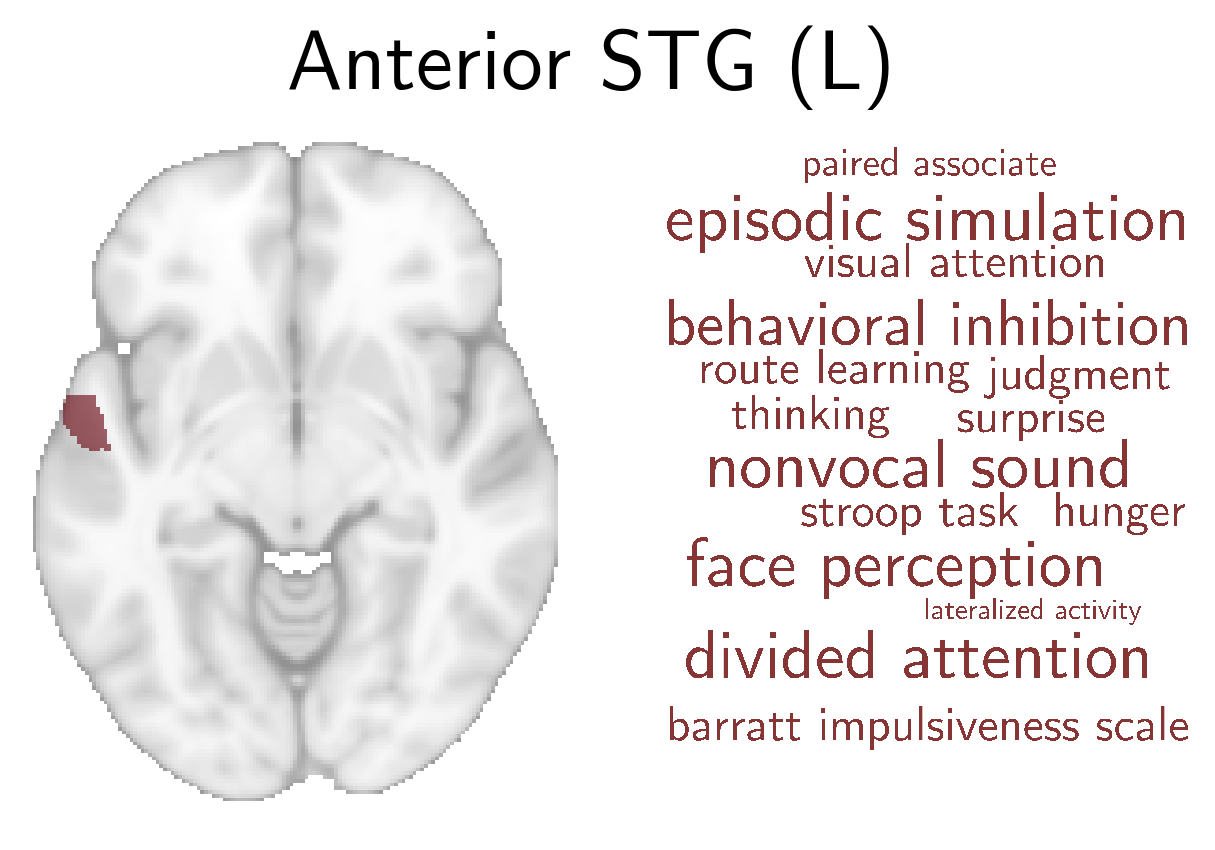 Anterior STG (L)
paired associate
episodic simulation
visual attention
behavioral inhibition
route learning judgment
thinking surprise
nonvocal sound
stroop task hunger
face perception
lateralized activity
divided attention
barratt impulsiveness scale